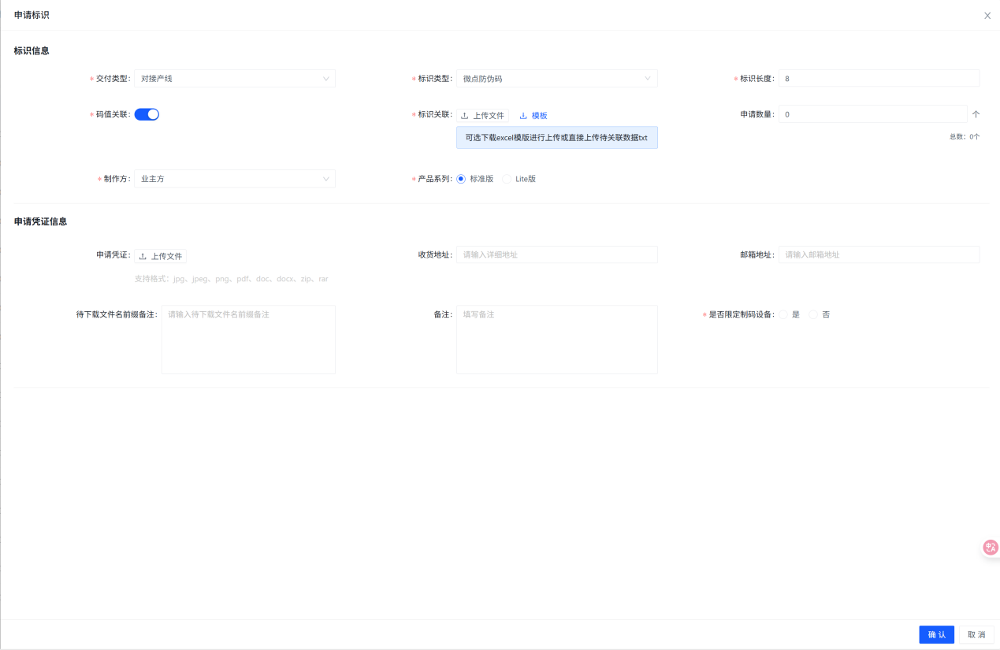 申请标识
标识信息
* 交付类型: 对接产线
* 标识类型: 微点防伪码
* 标识长度: 8
* 码值关联:
* 标识关联: 上传文件 模板
申请数量: 0 个
可选下载excel模版进行上传或直接上传待关联数据txt
总数: 0个
* 制作方: 业主方
* 产品系列: 标准版 Lite版
申请凭证信息
申请凭证: 上传文件
收货地址: 请输入详细地址
邮箱地址: 请输入邮箱地址
支持格式: jpg、jpeg、png、pdf、doc、docx、zip、rar
待下载文件名前缀备注: 请输入待下载文件名前缀备注
备注: 填写备注
* 是否限定制码设备: 是 否
确 认 取 消